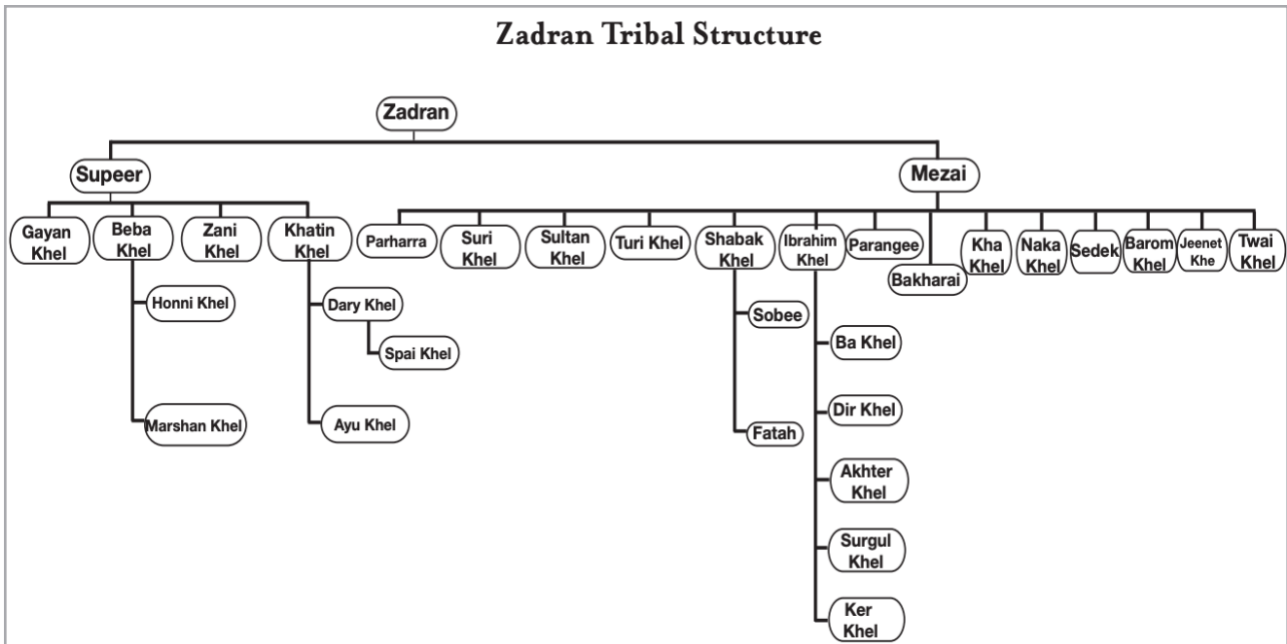 Zadran Tribal Structure
Zadran
Supeer
Mezai
Gayan
Khel
Beba
Khel
Zani
Khel
Khatin
Khel
Parharra
Suri
Khel
Sultan
Khel
Turi Khel
Shabak
Khel
Ibrahim
Khel
Parangee
Bakharai
Kha
Khel
Naka
Khel
Sedek
Barom
Khel
Jeenet
Khe
Twai
Khel
Honni Khel
Marshan Khel
Dary Khel
Spai Khel
Ayu Khel
Sobee
Fatah
Ba Khel
Dir Khel
Akhter
Khel
Surgul
Khel
Ker
Khel